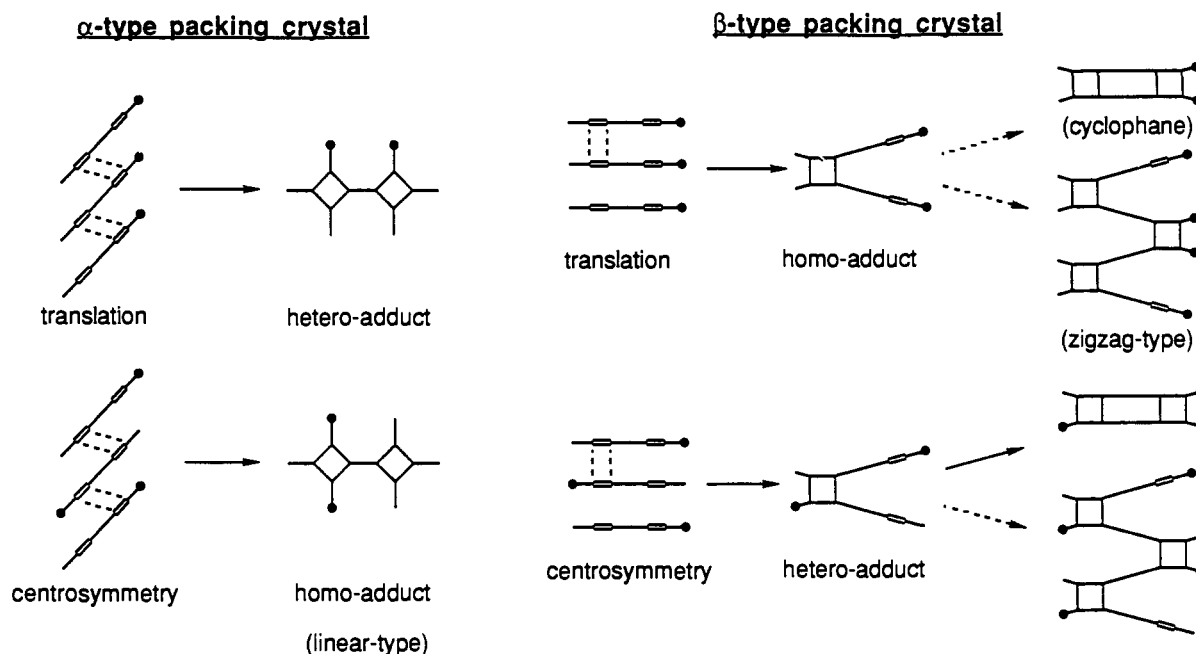 α-type packing crystal
translation
hetero-adduct
centrosymmetry
homo-adduct
(linear-type)
β-type packing crystal
translation
homo-adduct
(cyclophane)
(zigzag-type)
centrosymmetry
hetero-adduct